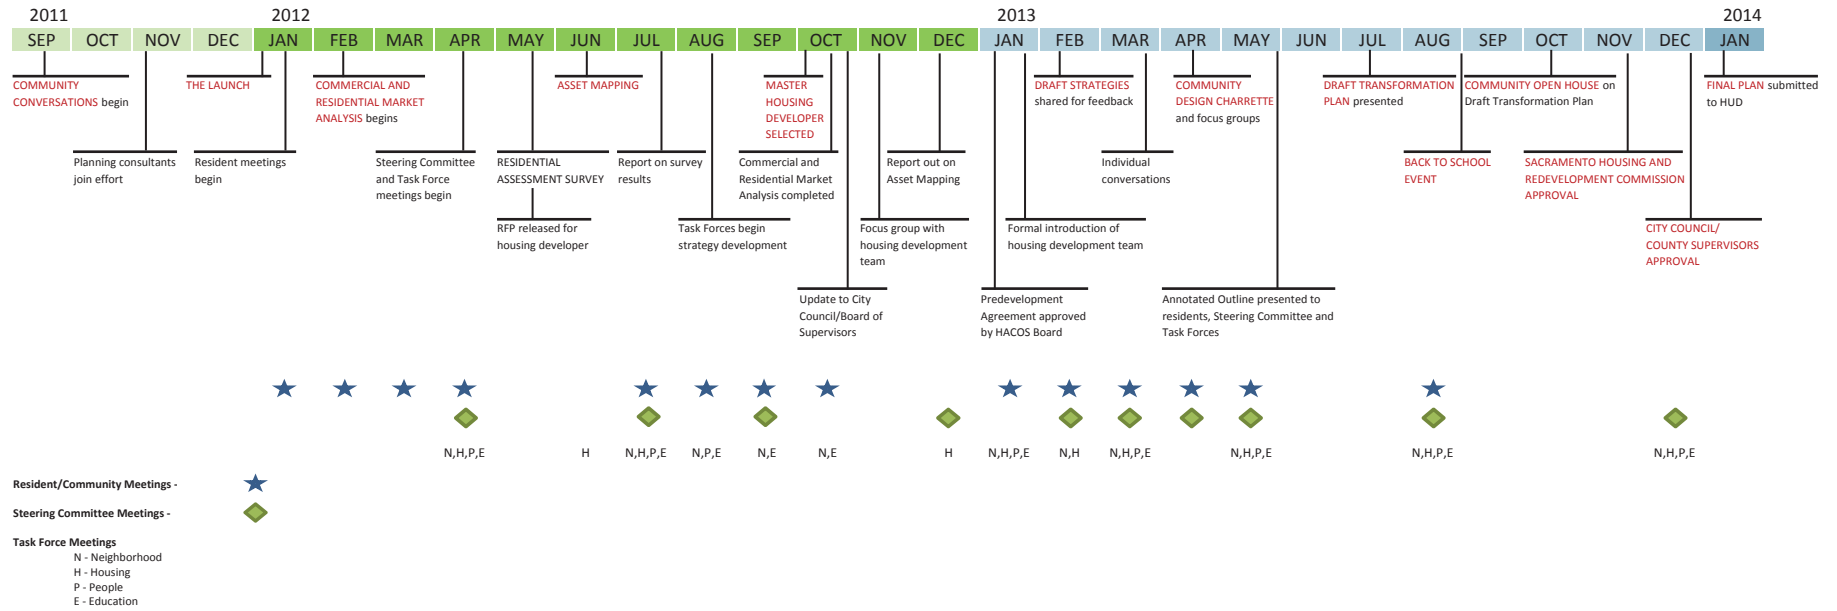 2011 2012 2013 2014
SEP OCT NOV DEC JAN FEB MAR APR MAY JUN JUL AUG SEP OCT NOV DEC JAN FEB MAR APR MAY JUN JUL AUG SEP OCT NOV DEC JAN
COMMUNITY
CONVERSATIONS begin
THE LAUNCH
COMMERCIAL AND
RESIDENTIAL MARKET
ANALYSIS begins
ASSET MAPPING
MASTER
HOUSING
DEVELOPER
SELECTED
DRAFT STRATEGIES
shared for feedback
COMMUNITY
DESIGN CHARRETTE
and focus groups
DRAFT TRANSFORMATION
PLAN presented
COMMUNITY OPEN HOUSE on
Draft Transformation Plan
FINAL PLAN submitted
to HUD
Planning consultants
join effort
Resident meetings
begin
Steering Committee
and Task Force
meetings begin
RESIDENTIAL
ASSESSMENT SURVEY
Report on survey
results
Commercial and
Residential Market
Analysis completed
Report out on
Asset Mapping
Individual
conversations
BACK TO SCHOOL
EVENT
SACRAMENTO HOUSING AND
REDEVELOPMENT COMMISSION
APPROVAL
RFP released for
housing developer
Task Forces begin
strategy development
Focus group with
housing development
team
Formal introduction of
housing development team
CITY COUNCIL/
COUNTY SUPERVISORS
APPROVAL
Update to City
Council/Board of
Supervisors
Predevelopment
Agreement approved
by HACOS Board
Annotated Outline presented to
residents, Steering Committee and
Task Forces
N,H,P,E H N,H,P,E N,P,E N,E N,E H N,H,P,E N,H N,H,P,E N,H,P,E N,H,P,E N,H,P,E
Resident/Community Meetings -
Steering Committee Meetings -
Task Force Meetings
N - Neighborhood
H - Housing
P - People
E - Education